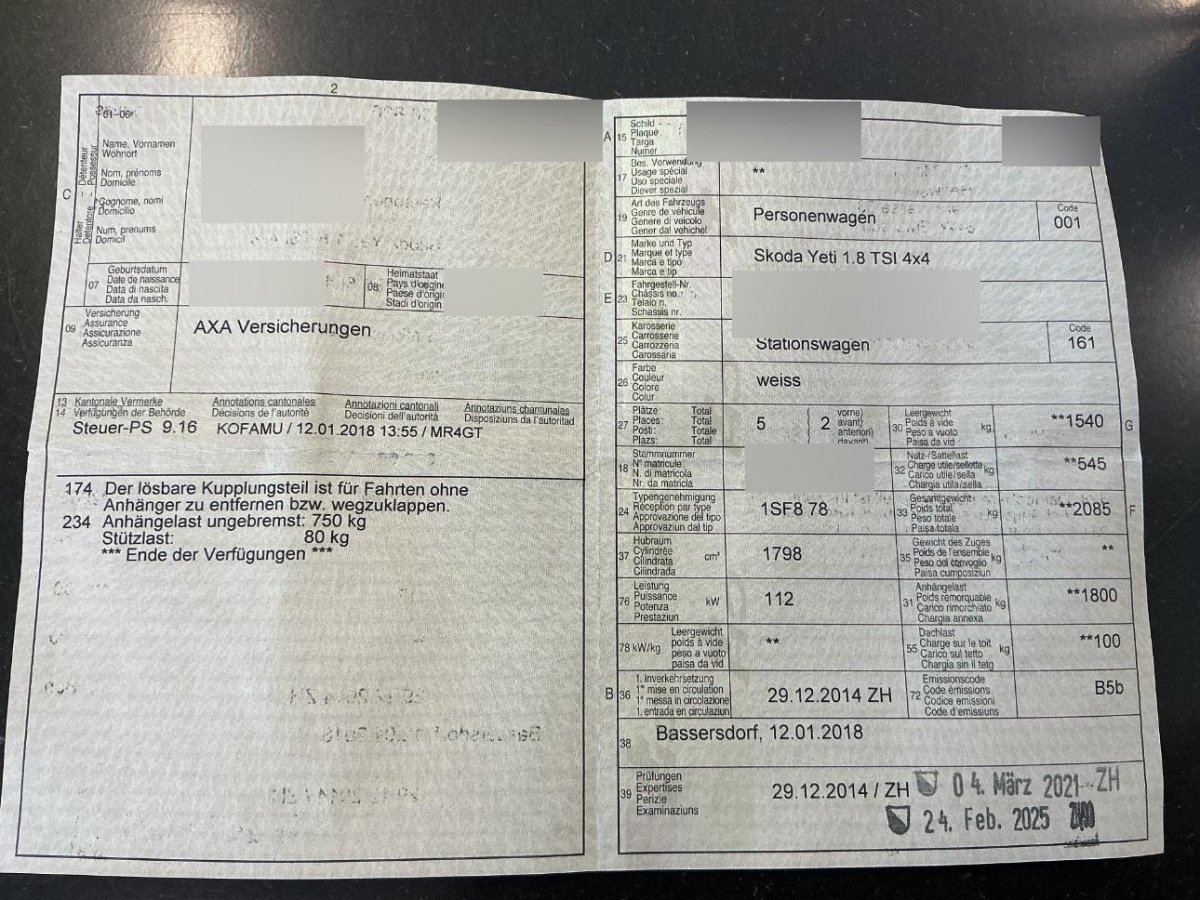 2
01-06
Halter Détenteur
Detentore Possessur
Name, Vornamen
Wohnort
Nom, prénoms
Domicile
Cognome, nomi
Domicilio
Num, prenums
Domicil
C
07
Geburtsdatum
Date de naissance
Data di nascita
Data da nasch.
08
Heimatstaat
Pays d'origine
Paese d'origin
Stadi d'origin
09
Versicherung
Assurance
Assicurazione
Assicuranza
AXA Versicherungen
13 Kantonale Vermerke Annotations cantonales Annotazioni cantonali Annotaziuns chantunalas
14 Verfügungen der Behörde Décisions de l'autorité Decisioni dell'autorità Disposiziuns da l'autoritad
Steuer-PS 9.16 KOFAMU / 12.01.2018 13:55 / MR4GT
174 Der lösbare Kupplungsteil ist für Fahrten ohne
Anhänger zu entfernen bzw. wegzuklappen.
234 Anhängelast ungebremst: 750 kg
Stützlast: 80 kg
*** Ende der Verfügungen ***
A 15
Schild
Plaque
Targa
Numer
17
Bes. Verwendung
Usage spécial
Uso speciale
Diever spezial
**
19
Art des Fahrzeugs
Genre de véhicule
Genere di veicolo
Gener dal vehichel
Personenwagen
Code
001
D 21
Marke und Typ
Marque et type
Marca e tipo
Marca e tip
Skoda Yeti 1.8 TSI 4x4
E 23
Fahrgestell-Nr.
Châssis no.
Telaio n.
Schassis nr.
25
Karosserie
Carrosserie
Carrozzeria
Carossaria
Stationswagen
Code
161
26
Farbe
Couleur
Colore
Colur
weiss
27
Plätze: Total
Places: Total
Posti: Totale
Plazs: Total
5
2
vorne)
avant)
anteriori)
davant)
30
Leergewicht
Poids à vide
Peso a vuoto
Paisa da vid
kg
**1540
G
18
Stammnummer
N° matricule
N. di matricola
Nr. da matricla
32
Nutz-/Sattellast
Charge utile/sellette
Carico utile/sella
Chargia utila/sella
kg
**545
24
Typengenehmigung
Réception par type
Approvazione del tipo
Approvaziun dal tip
1SF8 78
33
Gesamtgewicht
Poids total
Peso totale
Paisa totala
kg
**2085
F
37
Hubraum
Cylindrée
Cilindrata
Cilindrada
cm³
1798
35
Gewicht des Zuges
Poids de l'ensemble
Peso del convoglio
Paisa cumposiziun
kg
**
76
Leistung
Puissance
Potenza
Prestaziun
kW
112
31
Anhängelast
Poids remorquable
Carico rimorchiato
Chargia annexa
kg
**1800
78 kW/kg
Leergewicht
poids à vide
peso a vuoto
paisa da vid
**
55
Dachlast
Charge sur le toit
Carico sul tetto
Chargia sin il tetg
kg
**100
B 36
1. Inverkehrsetzung
1re mise en circulation
1a messa in circolazione
1. entrada en circulaziun
29.12.2014 ZH
72
Emissionscode
Code émissions
Codice emissioni
Code d'emissiuns
B5b
38
Bassersdorf, 12.01.2018
39
Prüfungen
Expertises
Perizie
Examinaziuns
29.12.2014 / ZH
04. März 2021 ZH
24. Feb. 2025